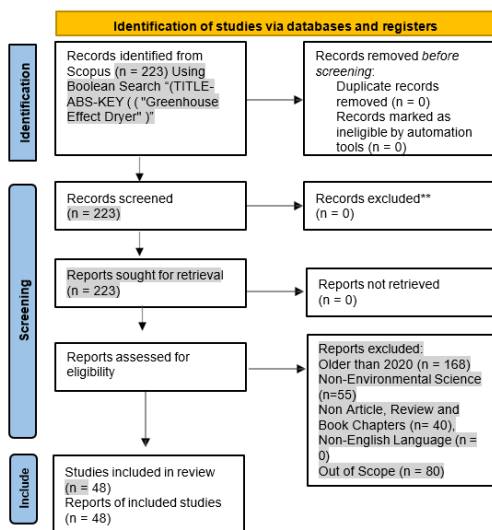 Identification of studies via databases and registers
Identification
Records identified from
Scopus (n = 223) Using
Boolean Search “(TITLE-
ABS-KEY ( ( "Greenhouse
Effect Dryer" )”
Records removed before
screening:
Duplicate records
removed (n = 0)
Records marked as
ineligible by automation
tools (n = 0)
Screening
Records screened
(n = 223)
Records excluded**
(n = 0)
Reports sought for retrieval
(n = 223)
Reports not retrieved
(n = 0)
Reports assessed for
eligibility
Reports excluded:
Older than 2020 (n = 168)
Non-Environmental Science
(n=55)
Non Article, Review and
Book Chapters (n= 40),
Non-English Language (n =
0)
Out of Scope (n = 80)
Include
Studies included in review
(n = 48)
Reports of included studies
(n = 48)